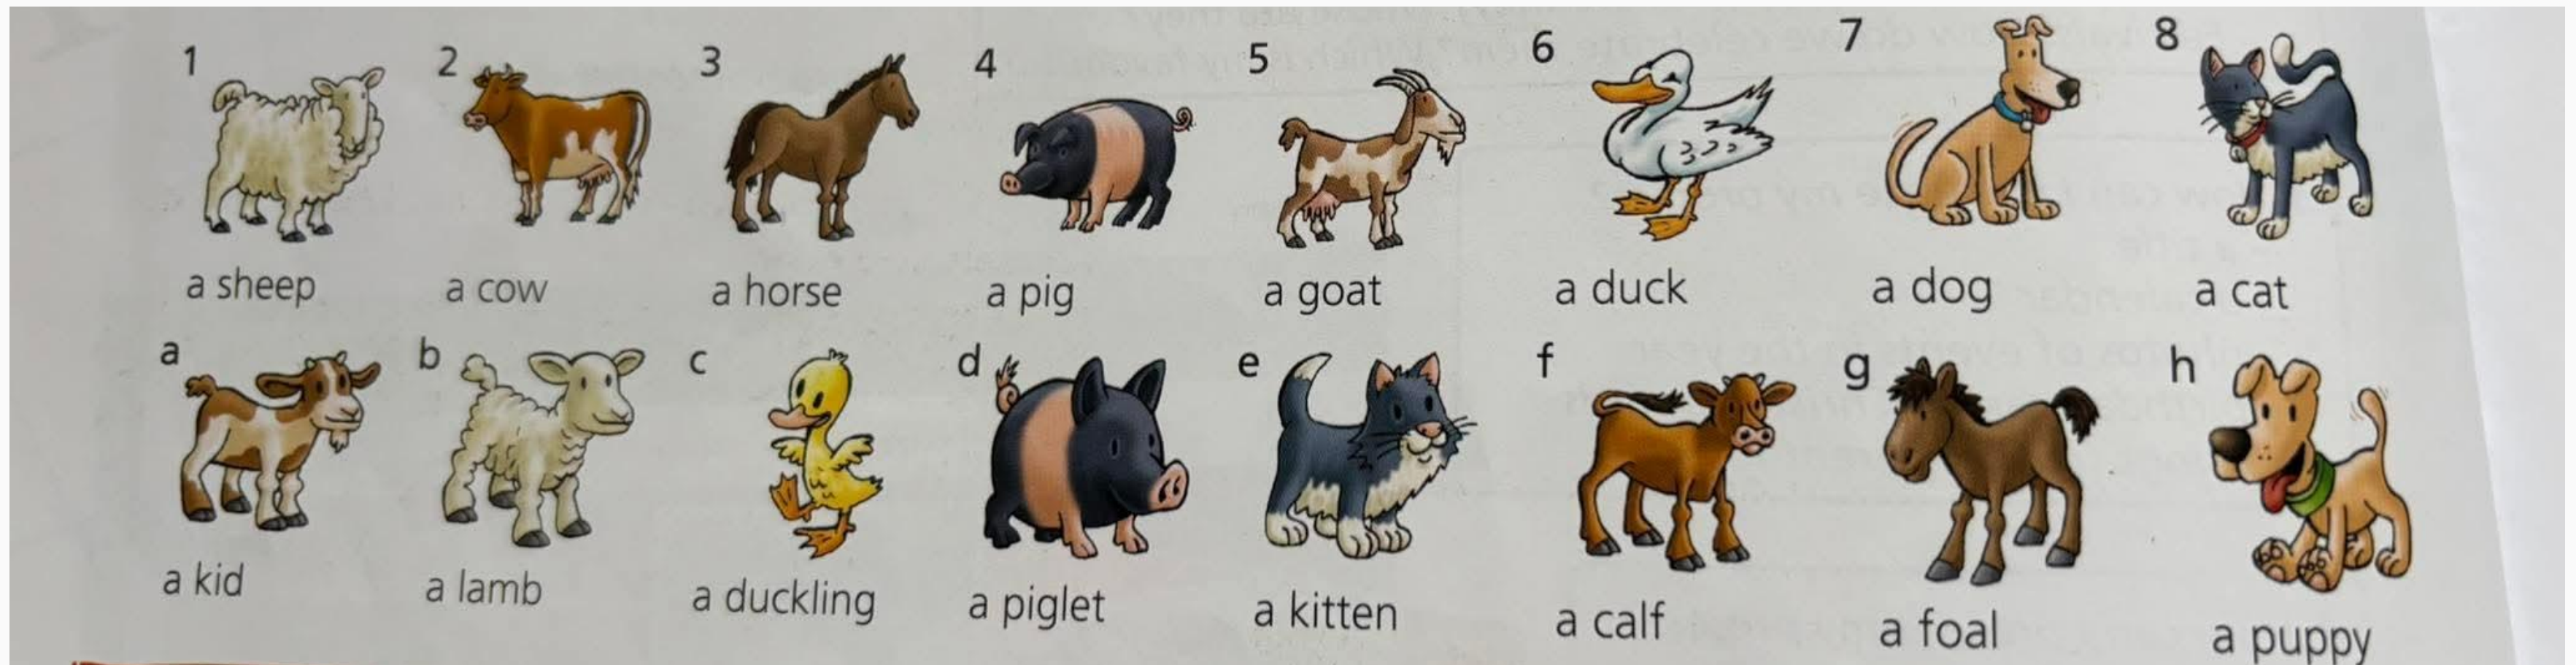 1 2 3 4 5 6 7 8
a sheep a cow a horse a pig a goat a duck a dog a cat
a b c d e f g h
a kid a lamb a duckling a piglet a kitten a calf a foal a puppy